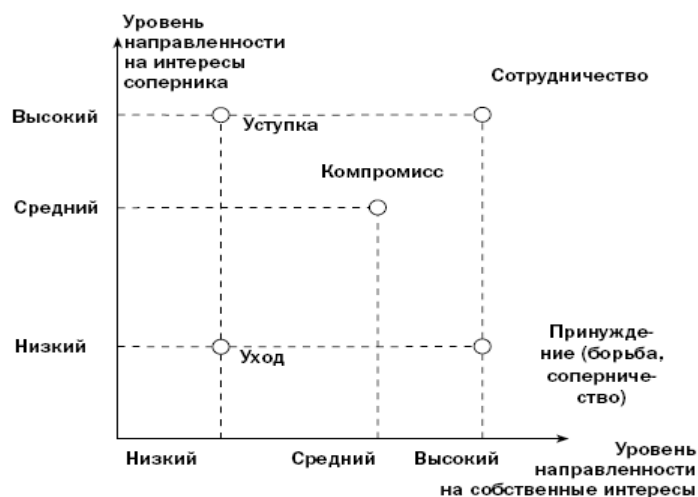 Уровень
направленности
на интересы
соперника
Сотрудничество
Высокий
Уступка
Компромисс
Средний
Низкий
Уход
Принужде-
ние (борьба,
соперниче-
ство)
Низкий
Средний
Высокий
Уровень
направленности
на собственные интересы